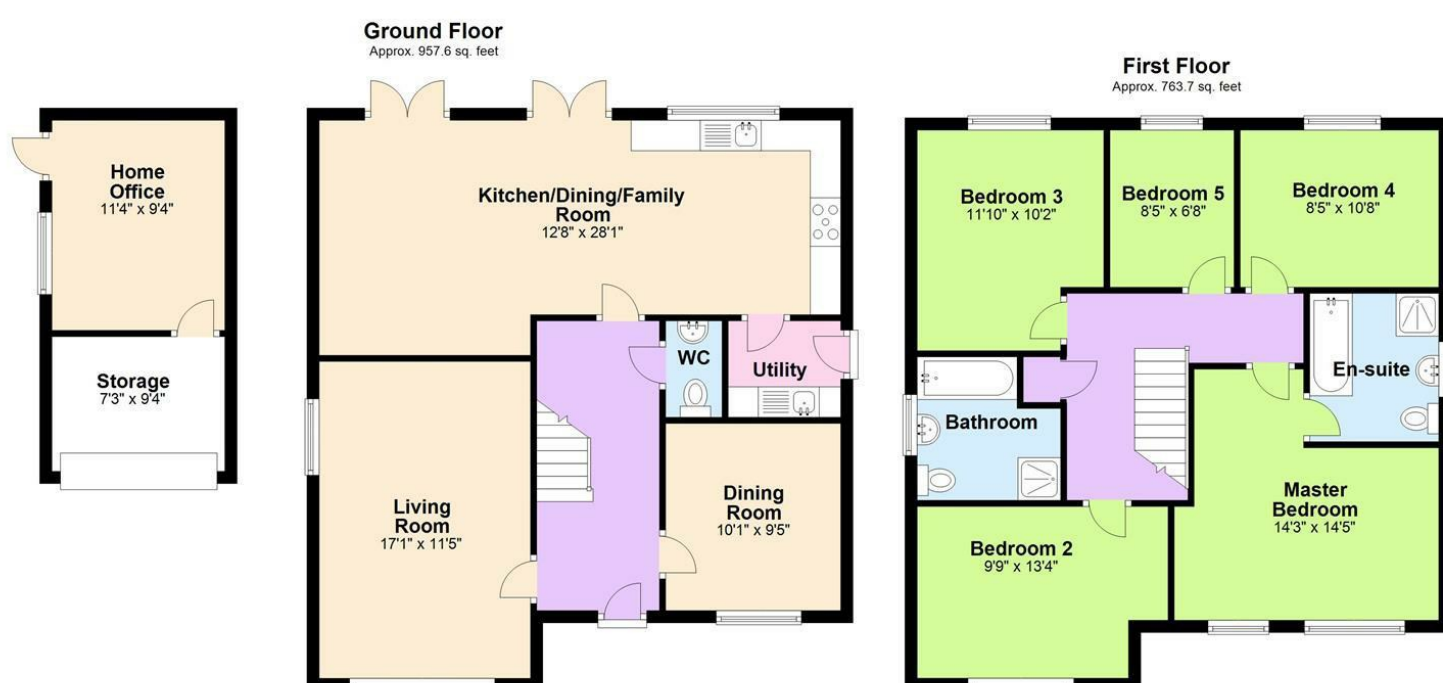 Ground Floor
Approx. 957.6 sq. feet
Home
Office
11'4" x 9'4"
Storage
7'3" x 9'4"
Kitchen/Dining/Family
Room
12'8" x 28'1"
WC
Utility
Living
Room
17'1" x 11'5"
Dining
Room
10'1" x 9'5"
First Floor
Approx. 763.7 sq. feet
Bedroom 3
11'10" x 10'2"
Bedroom 5
8'5" x 6'8"
Bedroom 4
8'5" x 10'8"
En-suite
Bathroom
Master
Bedroom
14'3" x 14'5"
Bedroom 2
9'9" x 13'4"